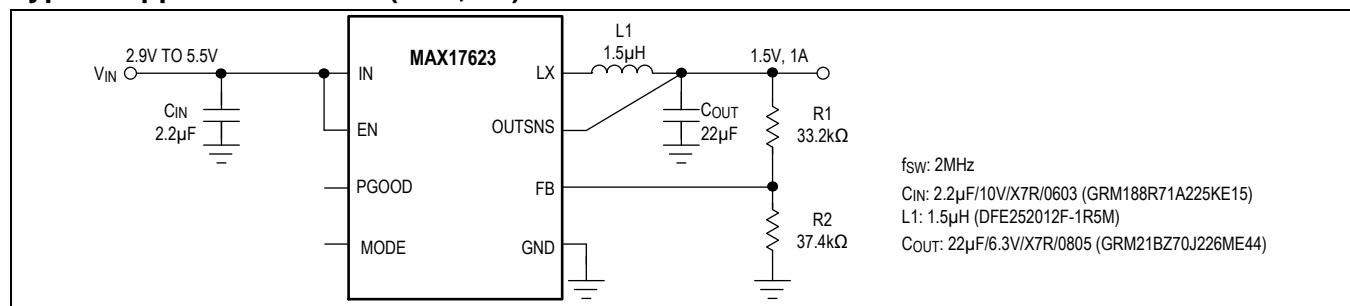 2.9V TO 5.5V
VIN
CIN
2.2µF
MAX17623
IN
EN
PGOOD
MODE
LX
OUTSNS
FB
GND
L1
1.5µH
1.5V, 1A
COUT
22µF
R1
33.2kΩ
R2
37.4kΩ
fSW: 2MHz
CIN: 2.2µF/10V/X7R/0603 (GRM188R71A225KE15)
L1: 1.5µH (DFE252012F-1R5M)
COUT: 22µF/6.3V/X7R/0805 (GRM21BZ70J226ME44)